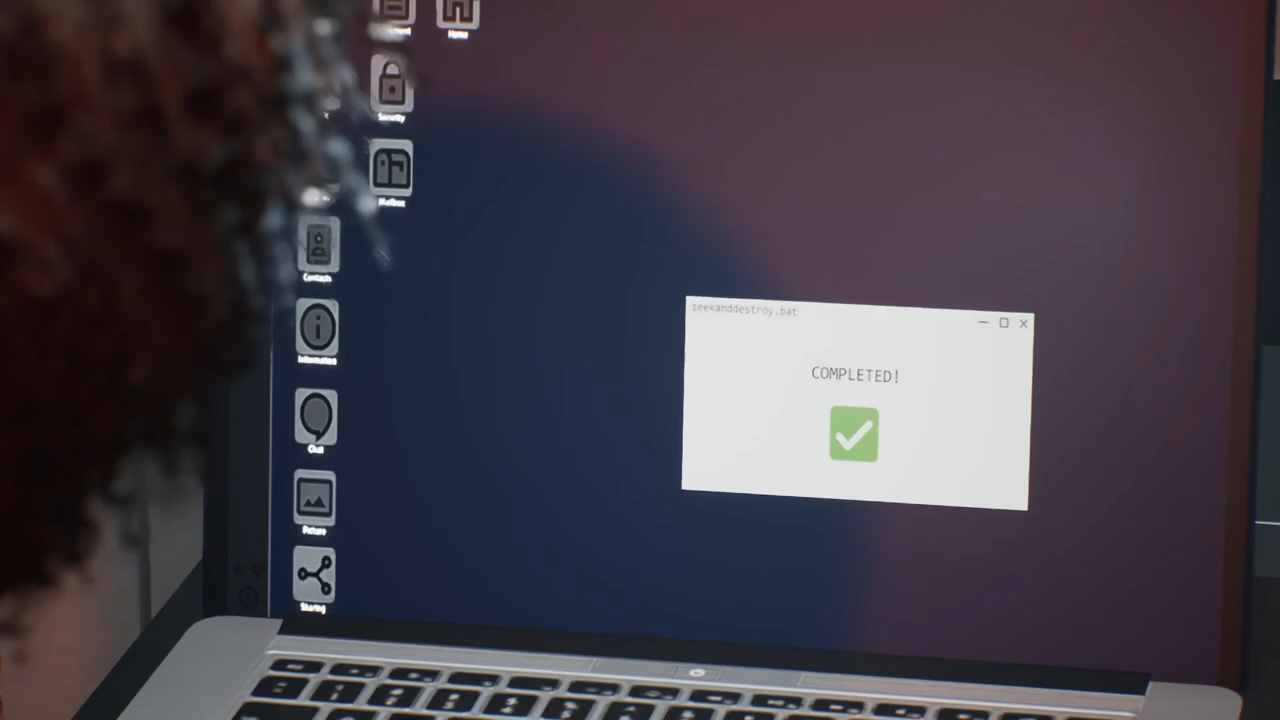 Home
Security
Mailbox
Contacts
Information
Chat
Picture
Sharing
seekanddestroy.bat
COMPLETED!